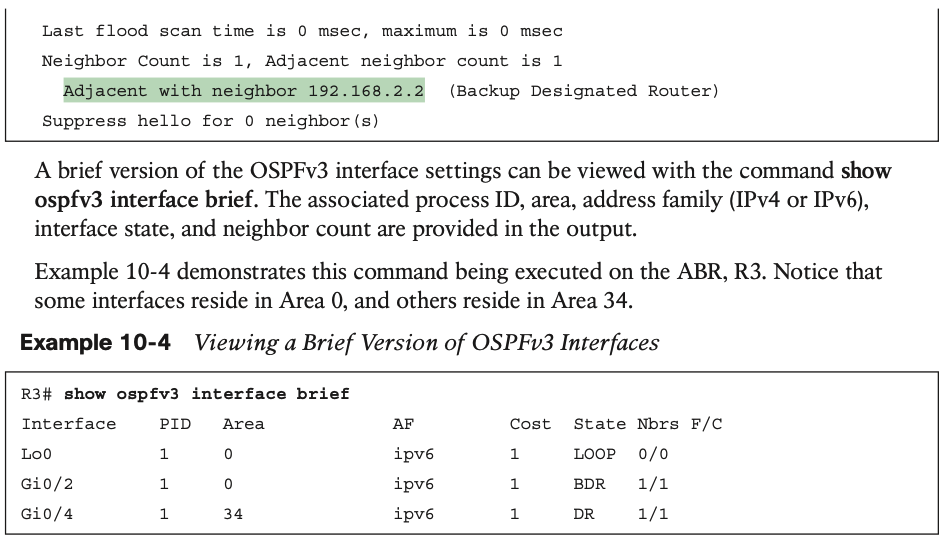 Last flood scan time is 0 msec, maximum is 0 msec
Neighbor Count is 1, Adjacent neighbor count is 1
Adjacent with neighbor 192.168.2.2 (Backup Designated Router)
Suppress hello for 0 neighbor(s)
A brief version of the OSPFv3 interface settings can be viewed with the command show
ospfv3 interface brief. The associated process ID, area, address family (IPv4 or IPv6),
interface state, and neighbor count are provided in the output.
Example 10-4 demonstrates this command being executed on the ABR, R3. Notice that
some interfaces reside in Area 0, and others reside in Area 34.
Example 10-4 Viewing a Brief Version of OSPFv3 Interfaces
R3# show ospfv3 interface brief
Interface PID Area AF Cost State Nbrs F/C
Lo0 1 0 ipv6 1 LOOP 0/0
Gi0/2 1 0 ipv6 1 BDR 1/1
Gi0/4 1 34 ipv6 1 DR 1/1